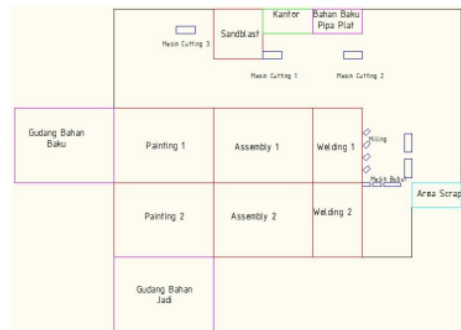 Kantor
Bahan Baku
Pipa Plat
Sandblast
Mesin Cutting 3
Mesin Cutting 1
Mesin Cutting 2
Gudang Bahan
Baku
Painting 1
Assembly 1
Welding 1
Milling
Mesin Bubut
Area Scrap
Painting 2
Assembly 2
Welding 2
Gudang Bahan
Jadi